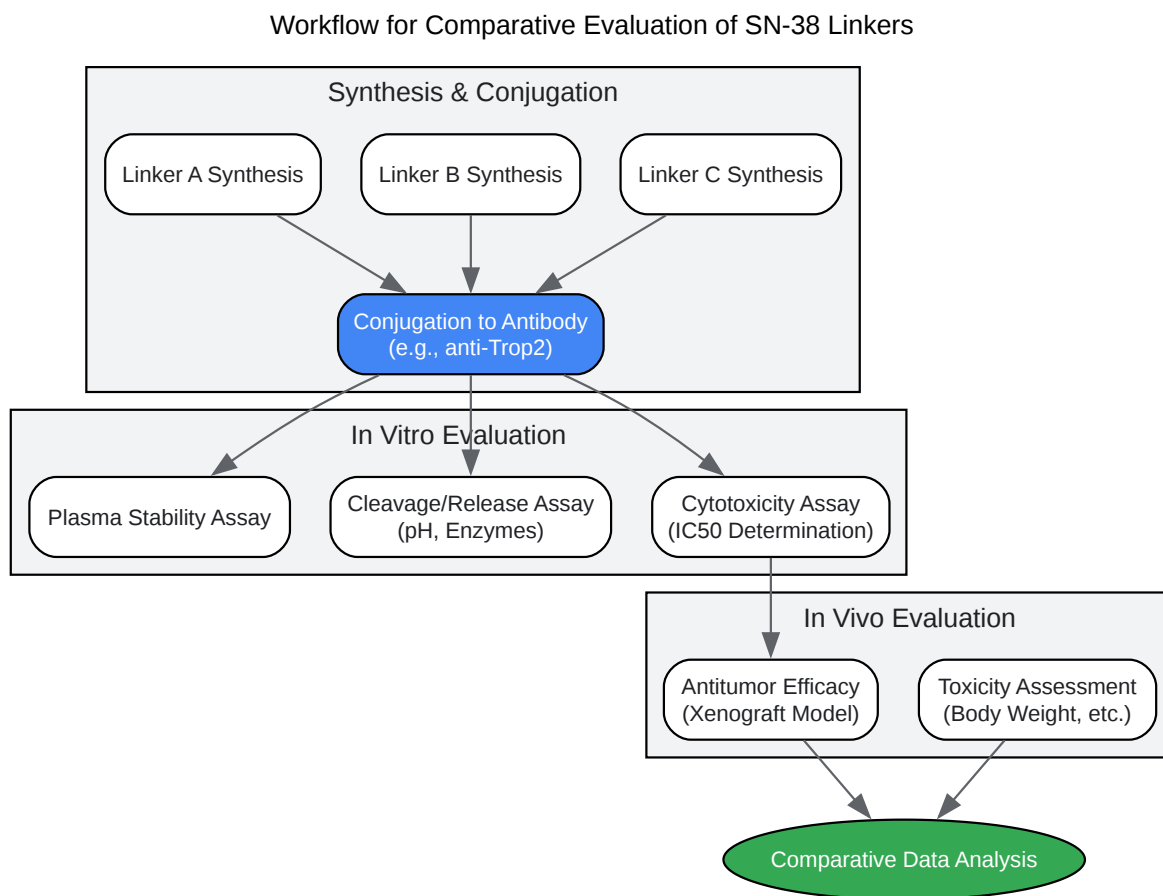 Workflow for Comparative Evaluation of SN-38 Linkers
Synthesis & Conjugation
Linker A Synthesis
Linker B Synthesis
Linker C Synthesis
Conjugation to Antibody
(e.g., anti-Trop2)
In Vitro Evaluation
Plasma Stability Assay
Cleavage/Release Assay
(pH, Enzymes)
Cytotoxicity Assay
(IC50 Determination)
In Vivo Evaluation
Antitumor Efficacy
(Xenograft Model)
Toxicity Assessment
(Body Weight, etc.)
Comparative Data Analysis